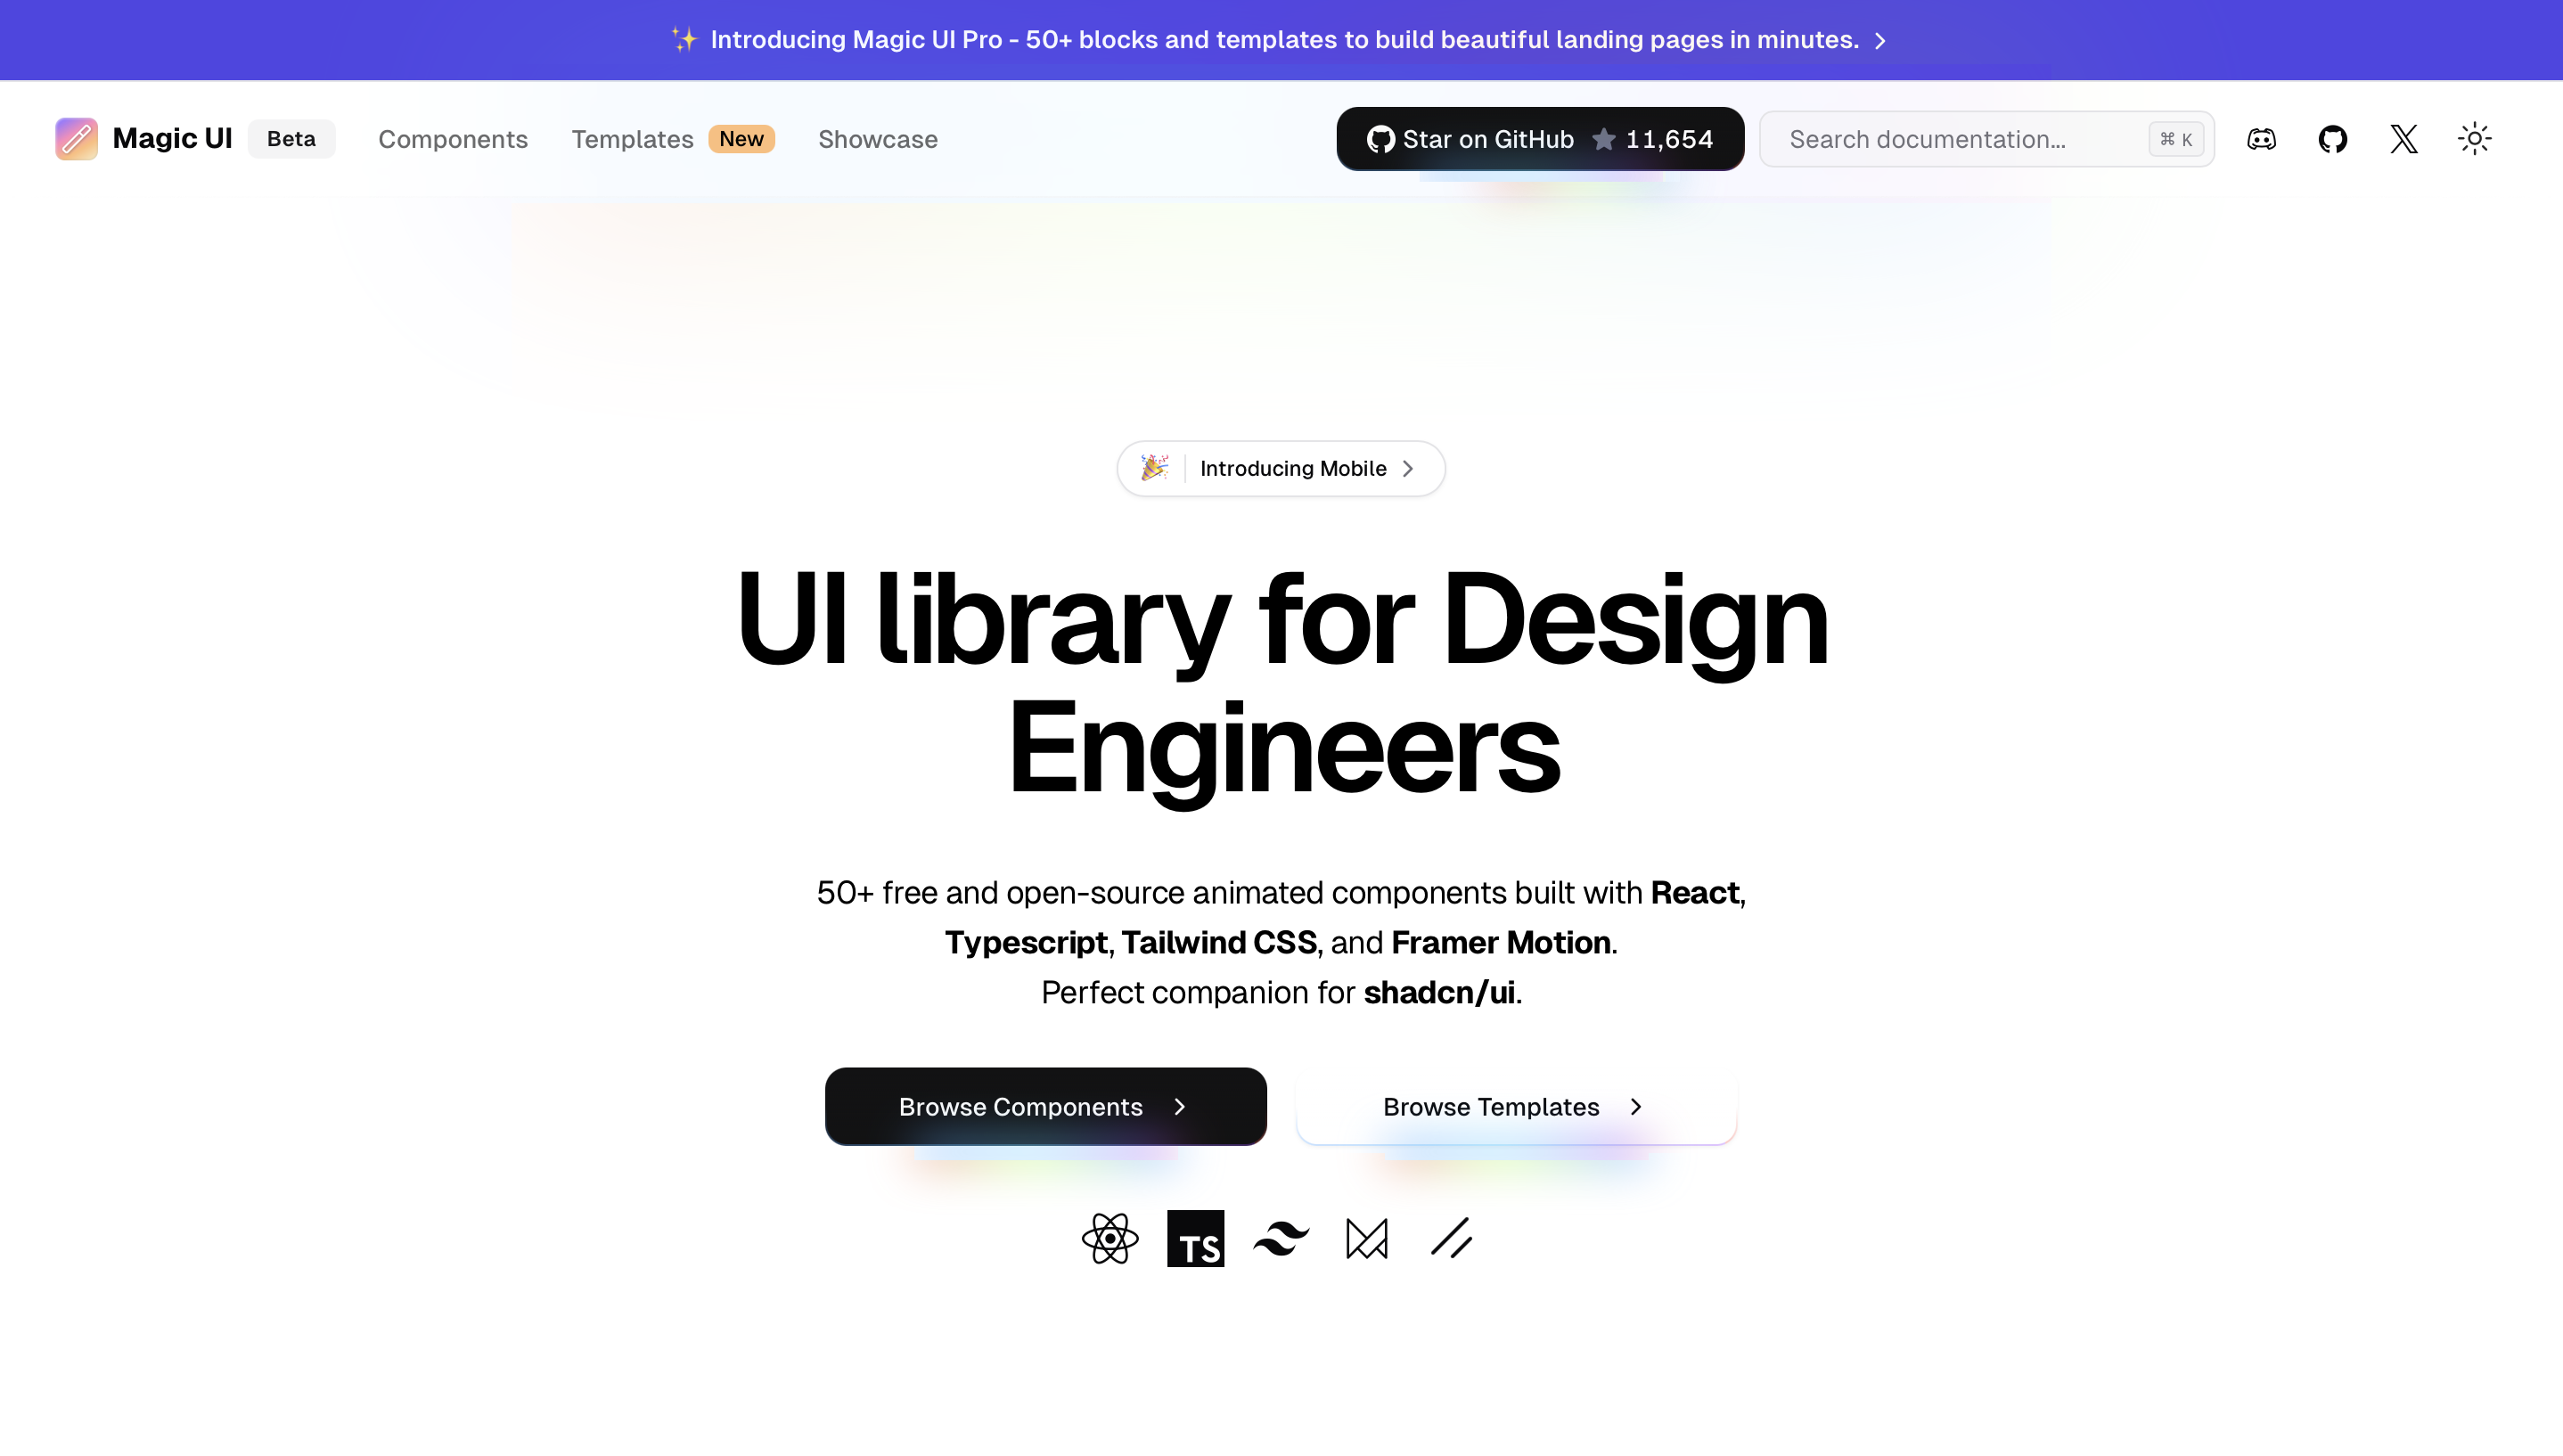 ✨ Introducing Magic UI Pro - 50+ blocks and templates to build beautiful landing pages in minutes.
Magic UI Beta Components Templates New Showcase Star on GitHub 11,654 Search documentation... ⌘ K
🎉 Introducing Mobile
UI library for Design
Engineers
50+ free and open-source animated components built with React,
Typescript, Tailwind CSS, and Framer Motion.
Perfect companion for shadcn/ui.
Browse Components Browse Templates
TS